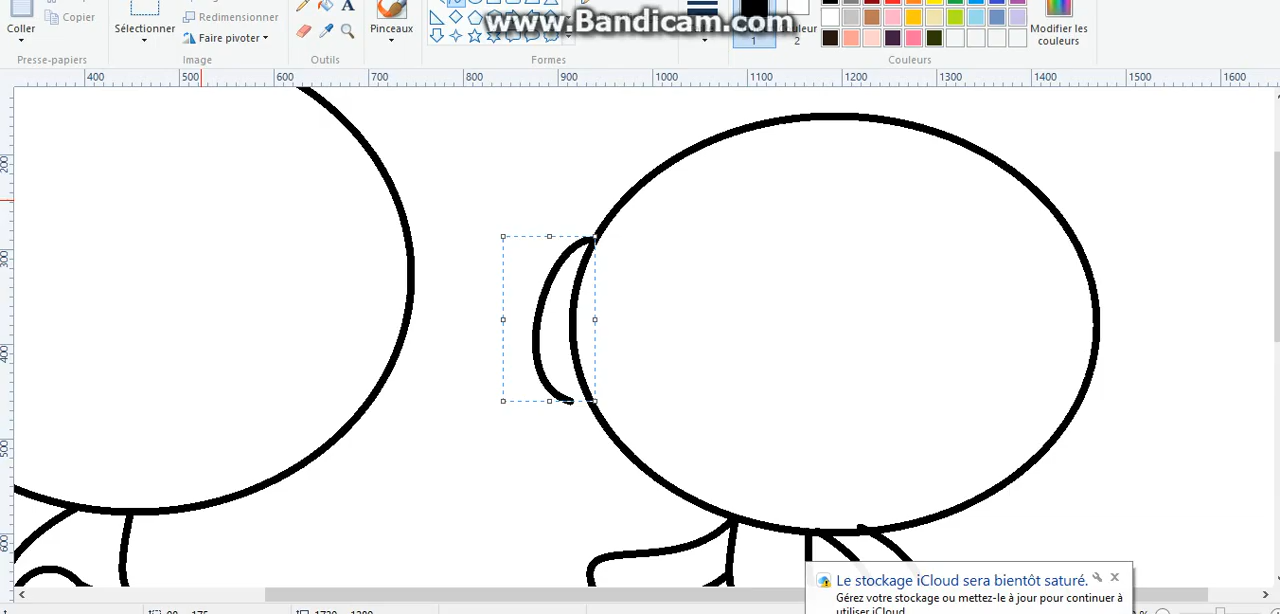 www.Bandicam.com
Coller
Copier
Presse-papiers
Sélectionner
Redimensionner
Faire pivoter
Image
A
Outils
Pinceaux
Formes
1
2
Couleurs
Modifier les
couleurs
400 500 600 700 800 900 1000 1100 1200 1300 1400 1500 1600
200
300
400
500
600
Le stockage iCloud sera bientôt saturé.
Gérez votre stockage ou mettez-le à jour pour continuer à
utiliser iCloud